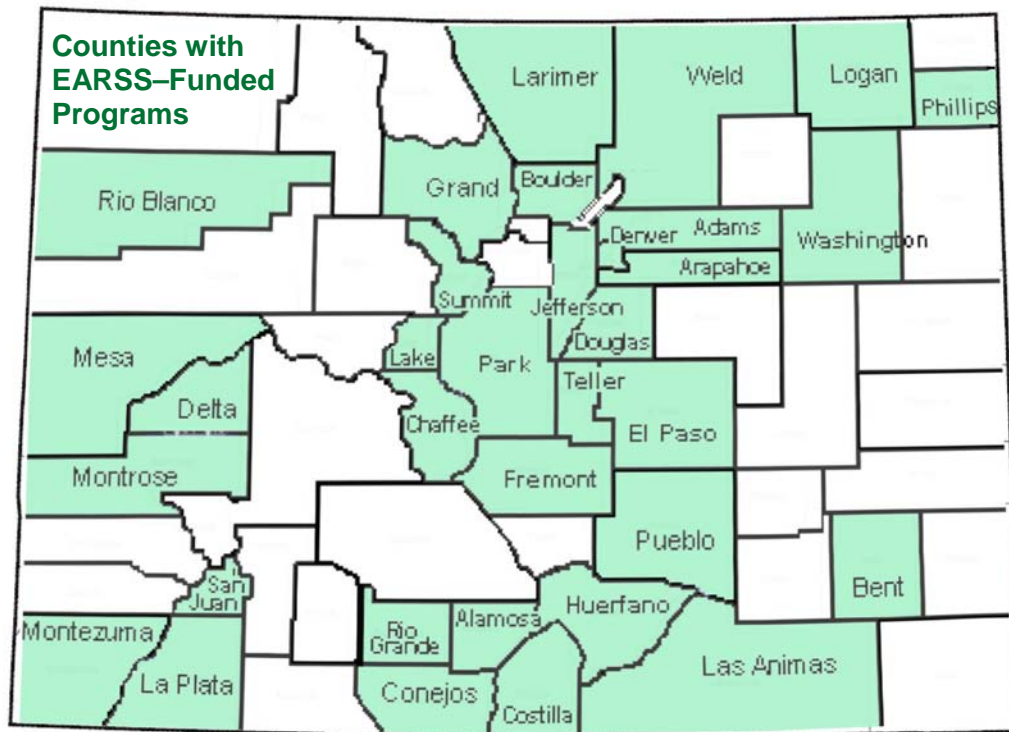 Counties with
EARSS–Funded
Programs
Larimer
Weld
Logan
Phillips
Rio Blanco
Grand
Boulder
Denver
Adams
Washington
Arapahoe
Summit
Jefferson
Douglas
Mesa
Lake
Park
Teller
Delta
Chaffee
El Paso
Montrose
Fremont
Pueblo
Bent
San
Juan
Huerfano
Alamosa
Montezuma
Rio
Grande
Las Animas
La Plata
Conejos
Costilla